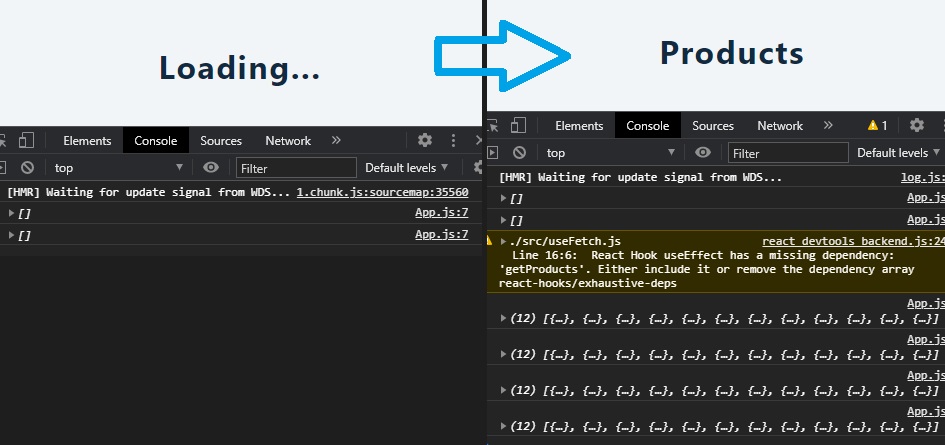 Loading...
Elements Console Sources Network »
top Filter Default levels
[HMR] Waiting for update signal from WDS... 1.chunk.js:sourcemap:35560
[] App.js:7
[] App.js:7
Products
Elements Console Sources Network » 1
top Filter Default levels
[HMR] Waiting for update signal from WDS... log.js:
[] App.js
[] App.js
./src/useFetch.js react_devtools_backend.js:24
Line 16:6: React Hook useEffect has a missing dependency:
'getProducts'. Either include it or remove the dependency array
react-hooks/exhaustive-deps
App.js
(12) [{…}, {…}, {…}, {…}, {…}, {…}, {…}, {…}, {…}, {…}, {…}, {…}]
App.js
(12) [{…}, {…}, {…}, {…}, {…}, {…}, {…}, {…}, {…}, {…}, {…}, {…}]
App.js
(12) [{…}, {…}, {…}, {…}, {…}, {…}, {…}, {…}, {…}, {…}, {…}, {…}]
App.js
(12) [{…}, {…}, {…}, {…}, {…}, {…}, {…}, {…}, {…}, {…}, {…}, {…}]